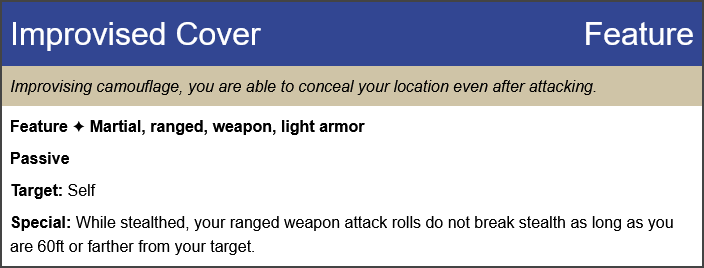 Improvised Cover Feature
Improvising camouflage, you are able to conceal your location even after attacking.
Feature ✦ Martial, ranged, weapon, light armor
Passive
Target: Self
Special: While stealthed, your ranged weapon attack rolls do not break stealth as long as you
are 60ft or farther from your target.